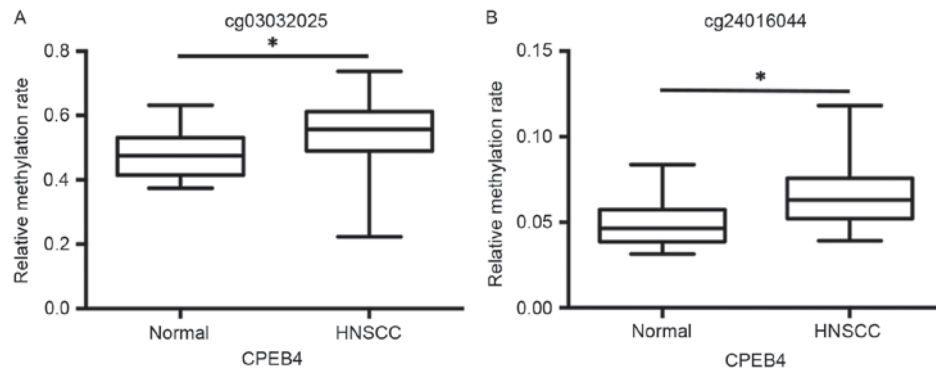 A
cg03032025
*
Relative methylation rate
0.8
0.6
0.4
0.2
0.0
Normal
HNSCC
CPEB4
B
cg24016044
*
Relative methylation rate
0.15
0.10
0.05
0.00
Normal
HNSCC
CPEB4